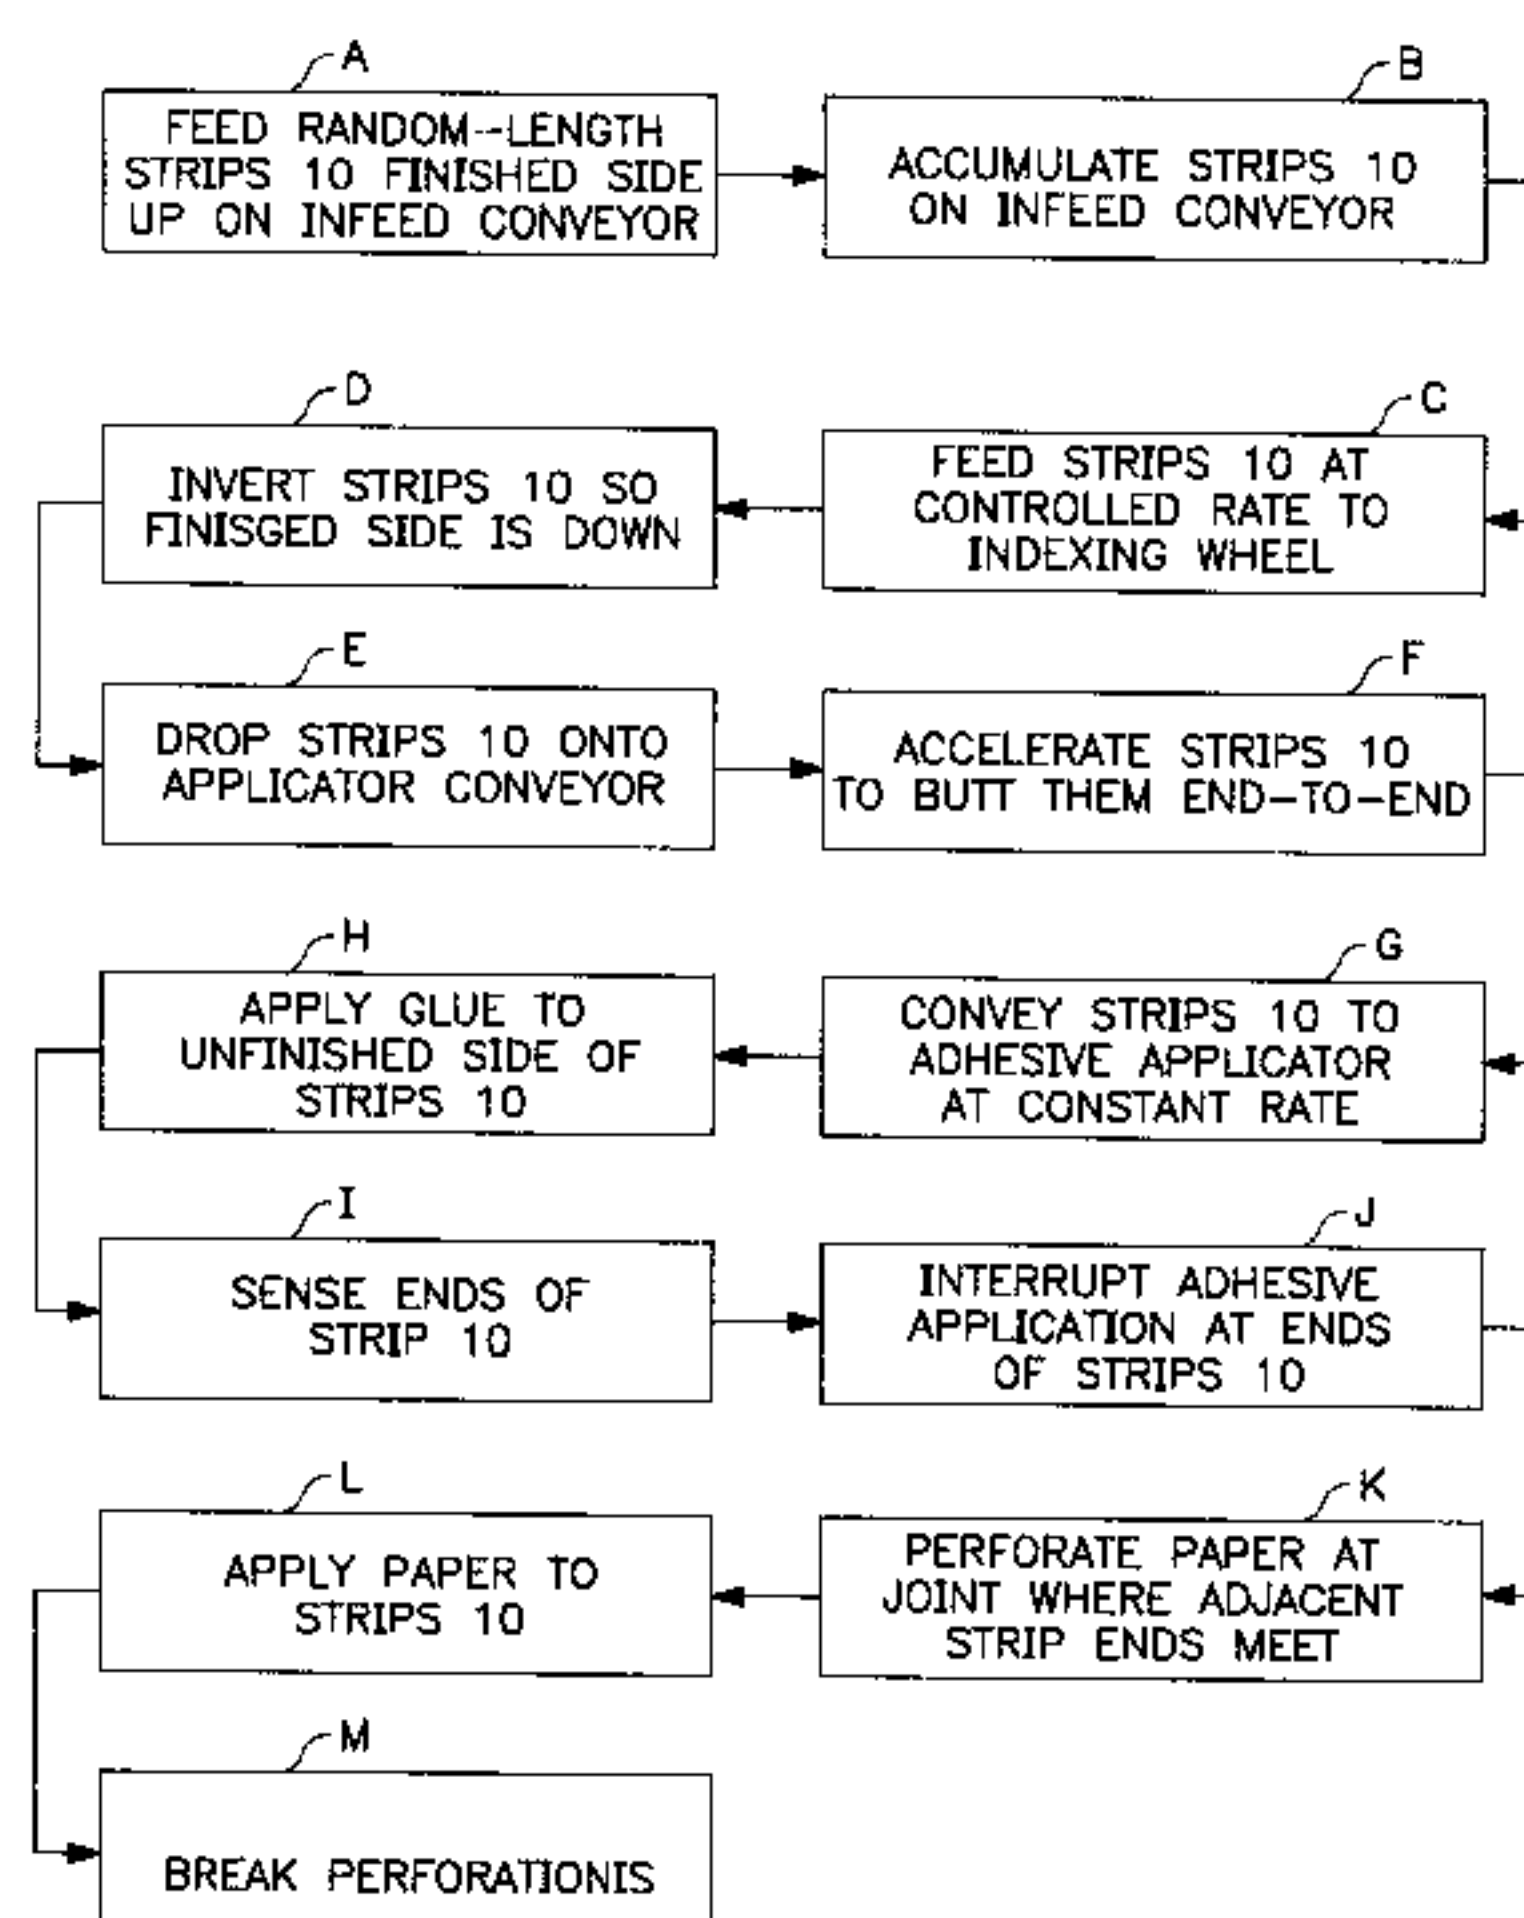 A
FEED RANDOM--LENGTH
STRIPS 10 FINISHED SIDE
UP ON INFEED CONVEYOR
B
ACCUMULATE STRIPS 10
ON INFEED CONVEYOR
C
FEED STRIPS 10 AT
CONTROLLED RATE TO
INDEXING WHEEL
D
INVERT STRIPS 10 SO
FINISGED SIDE IS DOWN
E
DROP STRIPS 10 ONTO
APPLICATOR CONVEYOR
F
ACCELERATE STRIPS 10
TO BUTT THEM END-TO-END
G
CONVEY STRIPS 10 TO
ADHESIVE APPLICATOR
AT CONSTANT RATE
H
APPLY GLUE TO
UNFINISHED SIDE OF
STRIPS 10
I
SENSE ENDS OF
STRIP 10
J
INTERRUPT ADHESIVE
APPLICATION AT ENDS
OF STRIPS 10
K
PERFORATE PAPER AT
JOINT WHERE ADJACENT
STRIP ENDS MEET
L
APPLY PAPER TO
STRIPS 10
M
BREAK PERFORATIONIS